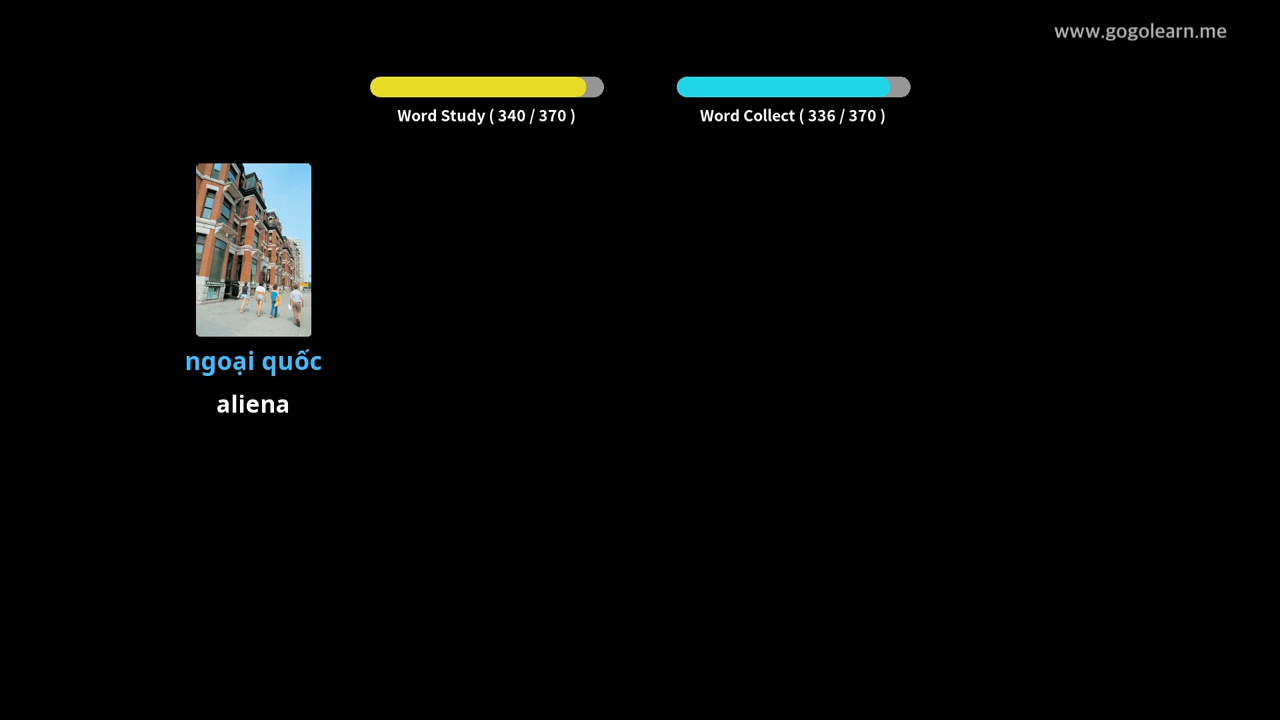 www.gogolearn.me
Word Study ( 340 / 370 )
Word Collect ( 336 / 370 )
ngoại quốc
aliena